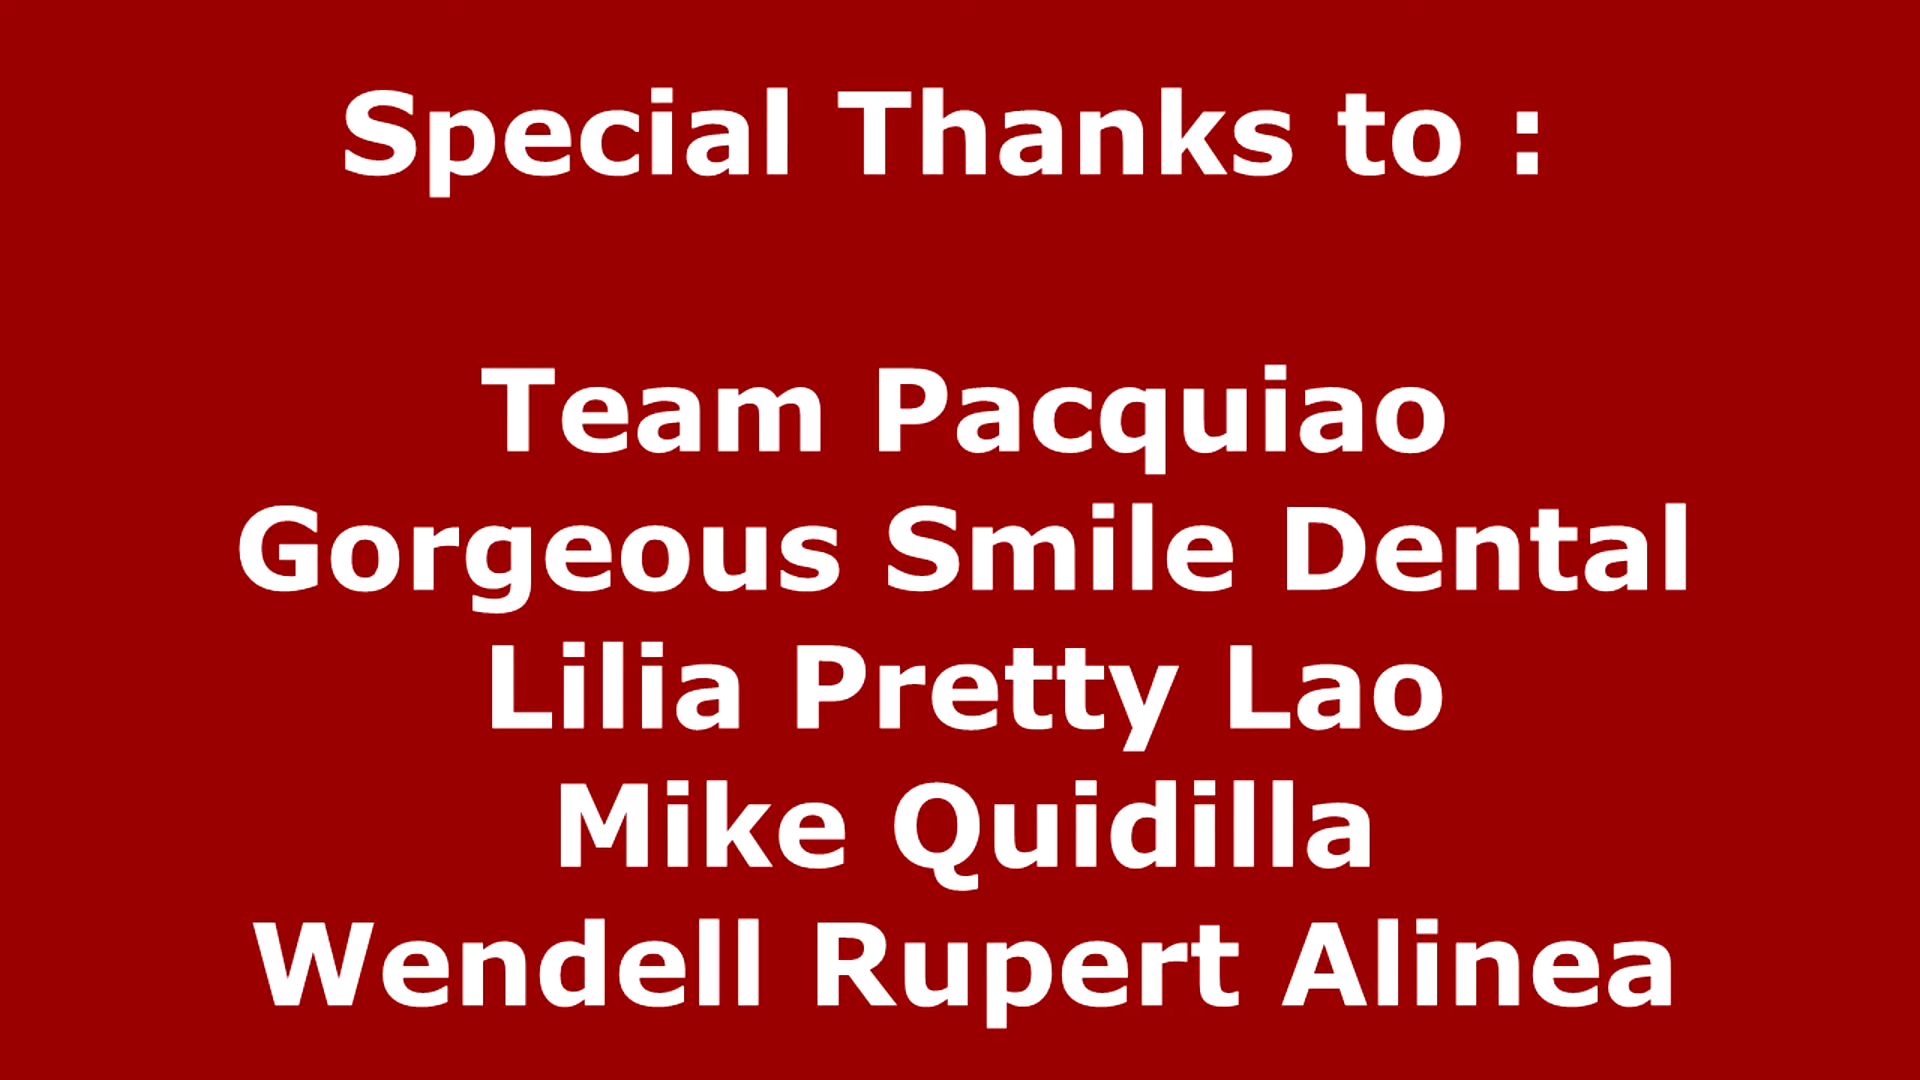 Special Thanks to :
Team Pacquiao
Gorgeous Smile Dental
Lilia Pretty Lao
Mike Quidilla
Wendell Rupert Alinea